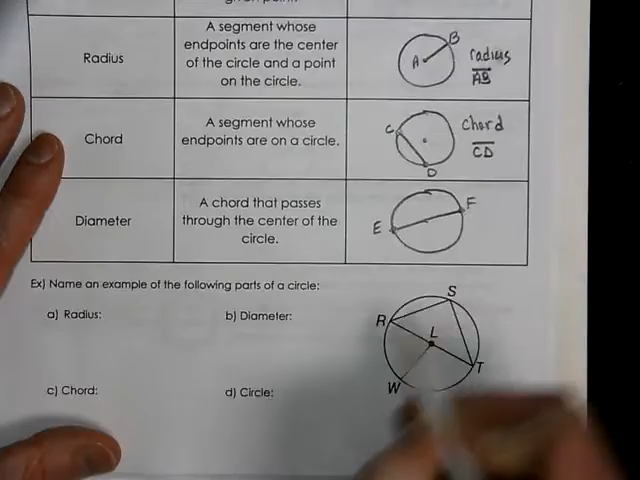 Radius
A segment whose
endpoints are the center
of the circle and a point
on the circle.
A
B
radius
AB
Chord
A segment whose
endpoints are on a circle.
C
D
chord
CD
Diameter
A chord that passes
through the center of the
circle.
E
F
Ex) Name an example of the following parts of a circle:
a) Radius:
b) Diameter:
c) Chord:
d) Circle:
S
R
L
T
W